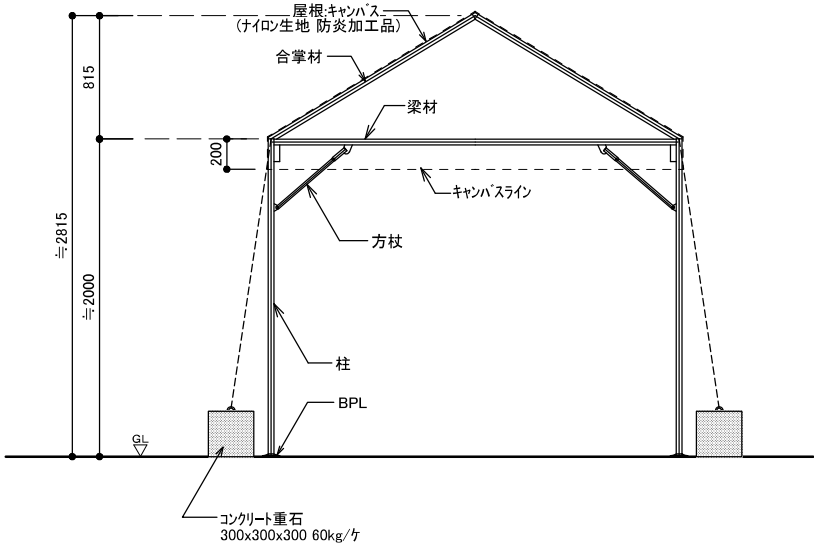 屋根:キャンバス
(ナイロン生地 防炎加工品)
合掌材
815
梁材
200
キャンバスライン
方杖
≒2815
≒2000
柱
BPL
GL
コンクリート重石
300x300x300 60kg/ケ